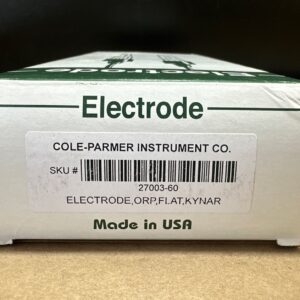 Electrode
Electrode
COLE-PARMER INSTRUMENT CO.
SKU #
27003-60
ELECTRODE,ORP,FLAT,KYNAR
Made in USA